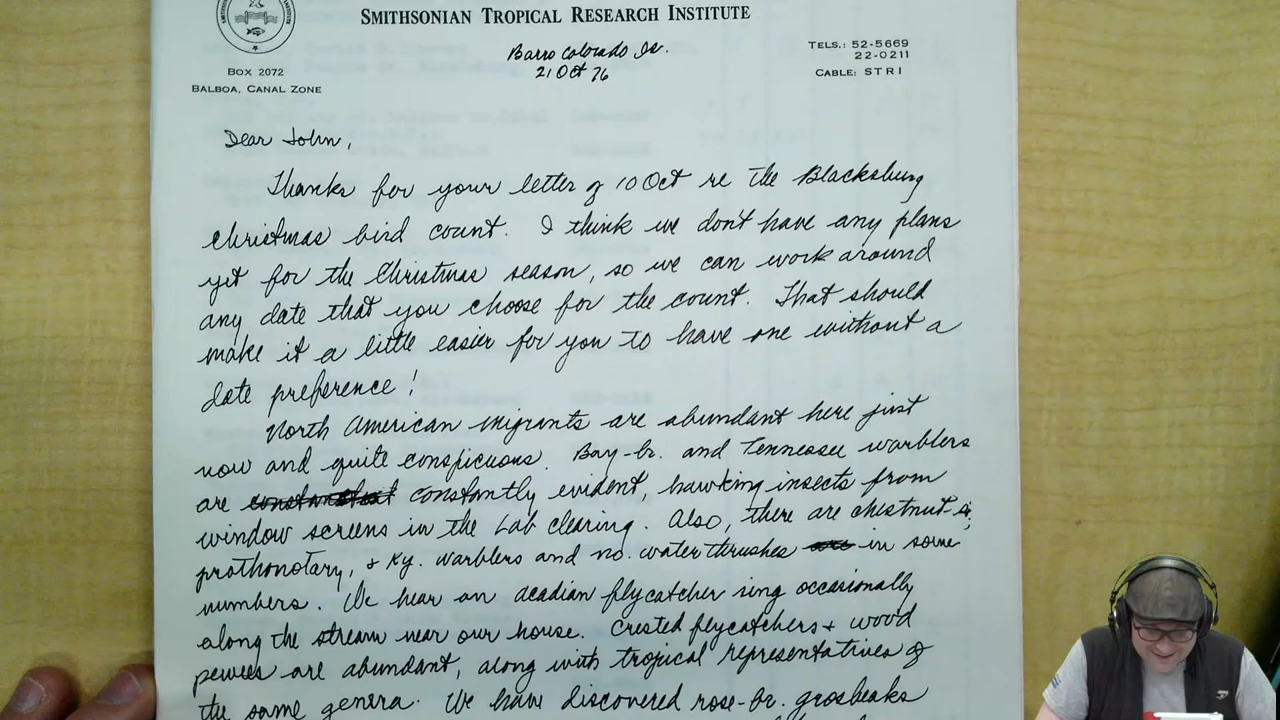 SMITHSONIAN TROPICAL RESEARCH INSTITUTE
Barro Colorado Is.
21 Oct 76
TELS.: 52-5669
22-0211
CABLE: STRI
BOX 2072
BALBOA, CANAL ZONE
Dear John,
Thanks for your letter of 10 Oct re the Blacksburg
Christmas bird count. I think we don't have any plans
yet for the Christmas season, so we can work around
any date that you choose for the count. That should
make it a little easier for you to have one without a
date preference!
North American migrants are abundant here just
now and quite conspicuous. Bay-br. and Tennessee warblers
are constantly evident, hawking insects from
window screens in the Lab clearing. Also, there are chestnut-s.,
prothonotary, & Ky. warblers and no. waterthrushes are in some
numbers. We hear an acadian flycatcher sing occasionally
along the stream near our house. Crested flycatchers & wood
pewees are abundant, along with tropical representatives of
the same genera. We have discovered rose-br. grosbeaks